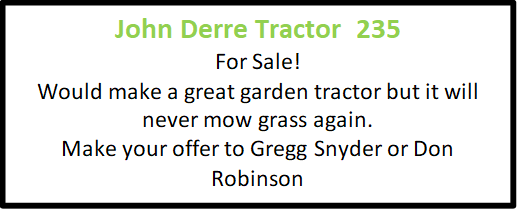 John Derre Tractor  235
For Sale!
Would make a great garden tractor but it will
never mow grass again.
Make your offer to Gregg Snyder or Don
Robinson